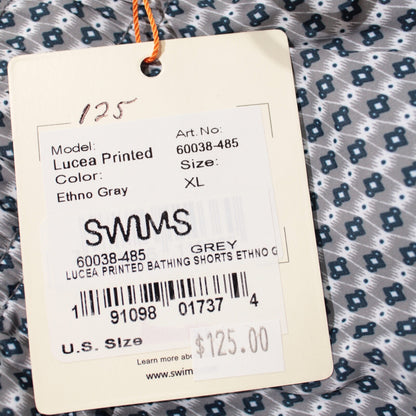 125
Model: Art. No:
Lucea Printed 60038-485
Color: Size:
Ethno Gray XL
SWIMS
60038-485 GREY
LUCEA PRINTED BATHING SHORTS ETHNO G
1 91098 01737 4
U.S. Size
$125.00
Learn more abo
www.swim